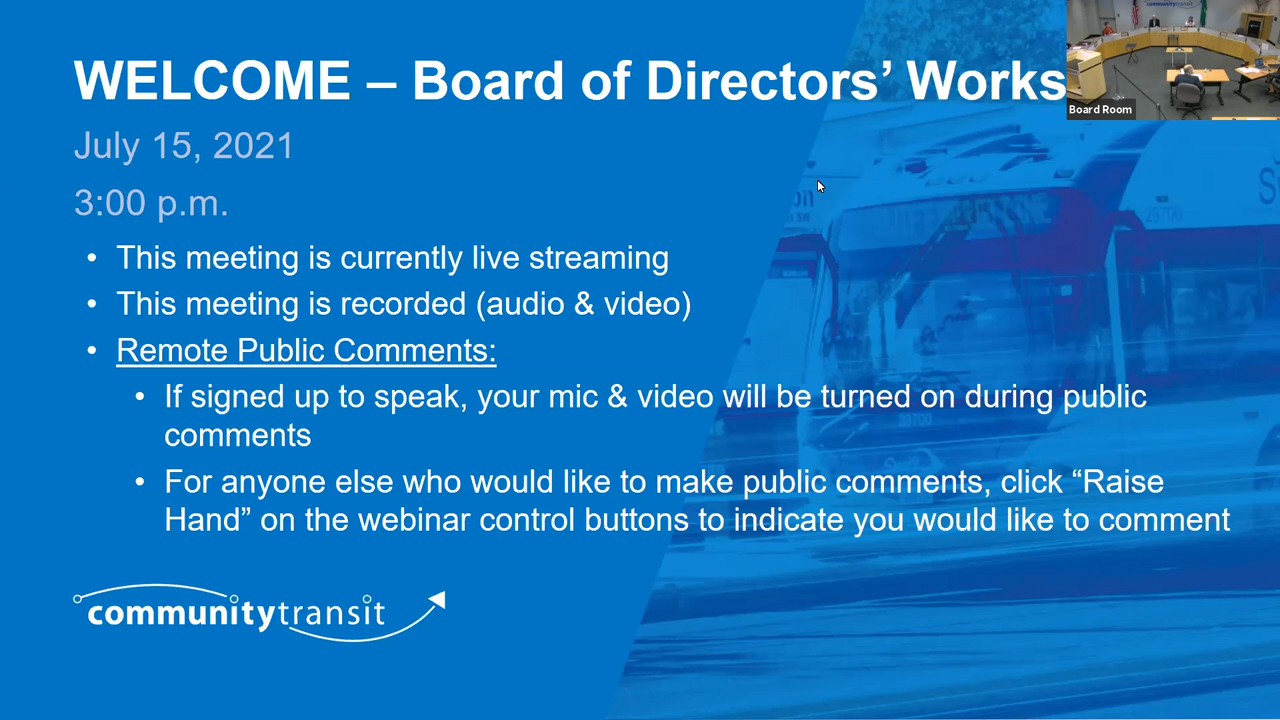 WELCOME – Board of Directors’ Works
July 15, 2021
3:00 p.m.
• This meeting is currently live streaming
• This meeting is recorded (audio & video)
• Remote Public Comments:
• If signed up to speak, your mic & video will be turned on during public
comments
• For anyone else who would like to make public comments, click “Raise
Hand” on the webinar control buttons to indicate you would like to comment
communitytransit
Board Room
communitytransit
29700